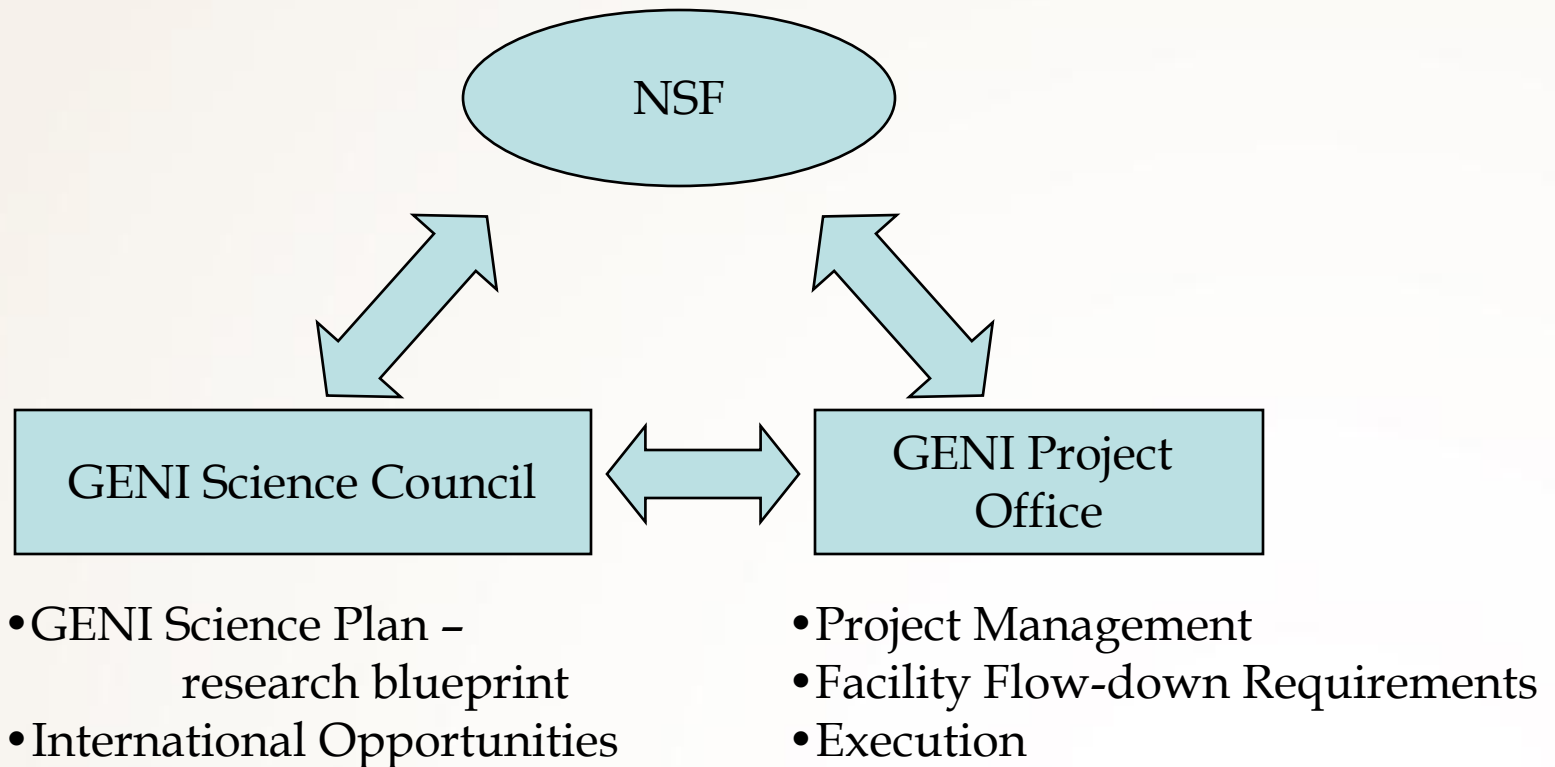 NSF
GENI Science Council
GENI Project
Office
•GENI Science Plan –
research blueprint
•International Opportunities
•Project Management
•Facility Flow-down Requirements
•Execution